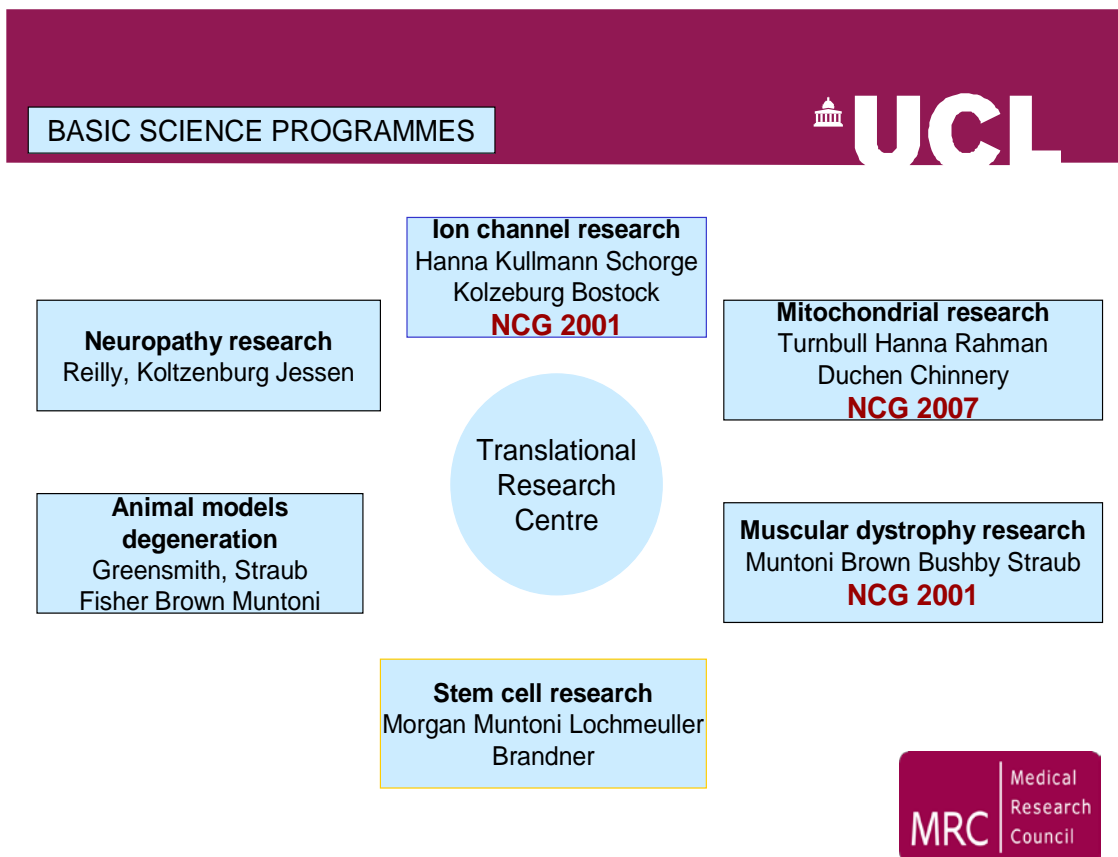 BASIC SCIENCE PROGRAMMES
UCL
Ion channel research
Hanna Kullmann Schorge
Kolzeburg Bostock
NCG 2001
Neuropathy research
Reilly, Koltzenburg Jessen
Mitochondrial research
Turnbull Hanna Rahman
Duchen Chinnery
NCG 2007
Translational
Research
Centre
Animal models
degeneration
Greensmith, Straub
Fisher Brown Muntoni
Muscular dystrophy research
Muntoni Brown Bushby Straub
NCG 2001
Stem cell research
Morgan Muntoni Lochmeuller
Brandner
MRC
Medical
Research
Council